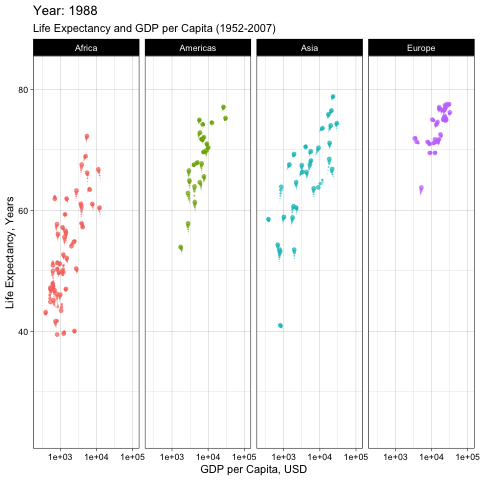 Year: 1988
Life Expectancy and GDP per Capita (1952-2007)
Africa Americas Asia Europe
80
60
40
Life Expectancy, Years
1e+03 1e+04 1e+05 1e+03 1e+04 1e+05 1e+03 1e+04 1e+05 1e+03 1e+04 1e+05
GDP per Capita, USD